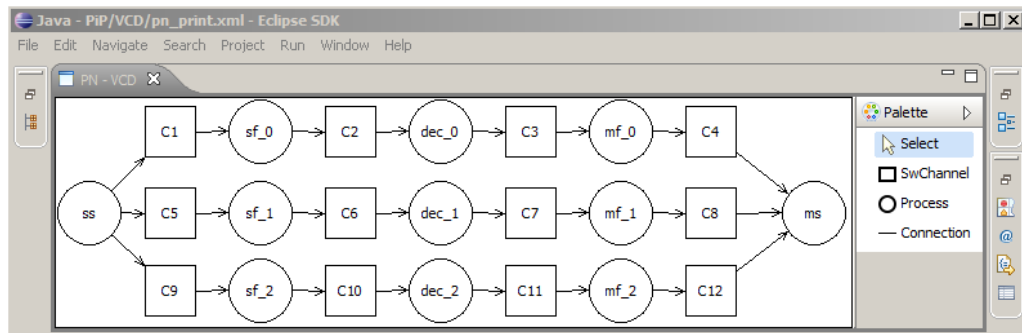 Java - PiP/VCD/pn_print.xml - Eclipse SDK
File Edit Navigate Search Project Run Window Help
PN - VCD
C1 sf_0 C2 dec_0 C3 mf_0 C4
ss C5 sf_1 C6 dec_1 C7 mf_1 C8 ms
C9 sf_2 C10 dec_2 C11 mf_2 C12
Palette
Select
SwChannel
Process
Connection